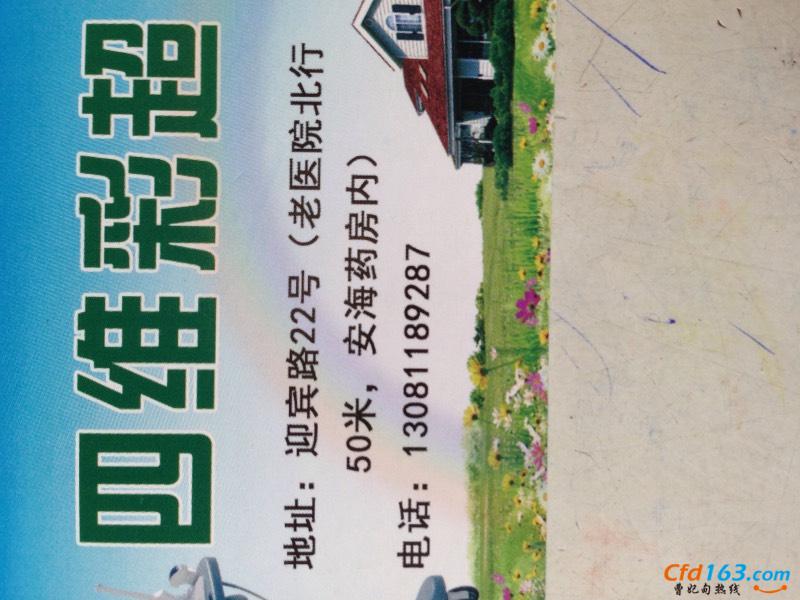 四维彩超
地址：迎宾路22号（老医院北行
50米，安海药房内）
电话：13081189287
Cfd163.com
曹妃甸热线